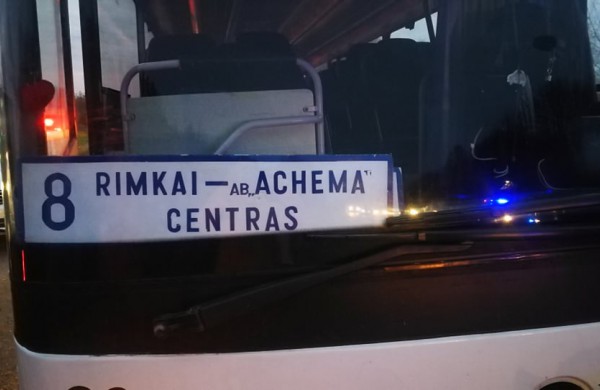 8 RIMKAI — AB„ACHEMA"
CENTRAS